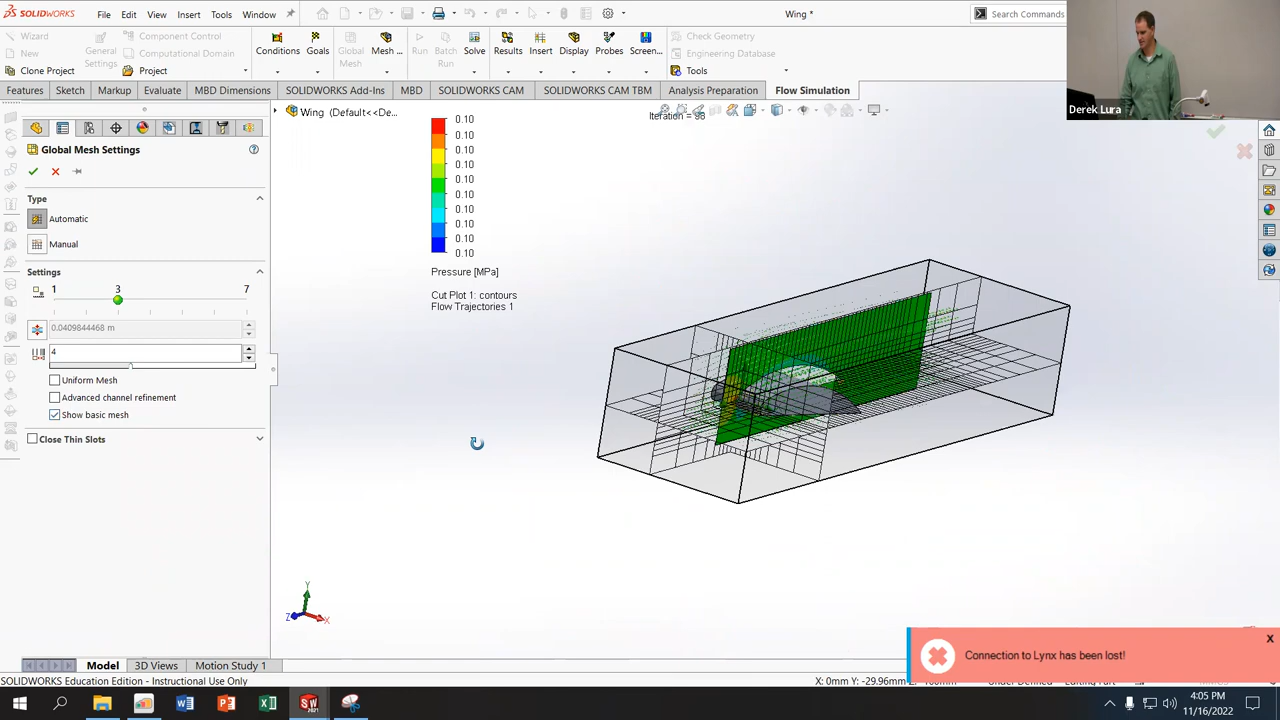 SOLIDWORKS File Edit View Insert Tools Window Wing * Search Commands
Wizard
New
Clone Project
General Settings
Component Control
Computational Domain
Project
Conditions
Goals
Global Mesh
Mesh ...
Run
Batch Run
Solve
Results
Insert
Display
Probes
Screen...
Check Geometry
Engineering Database
Tools
Features Sketch Markup Evaluate MBD Dimensions SOLIDWORKS Add-Ins MBD SOLIDWORKS CAM SOLIDWORKS CAM TBM Analysis Preparation Flow Simulation
Derek Lura
Wing (Default<<De...
Iteration = 98
Global Mesh Settings
Type
Automatic
Manual
Settings
1 3 7
0.0409844468 m
4
Uniform Mesh
Advanced channel refinement
Show basic mesh
Close Thin Slots
0.10
0.10
0.10
0.10
0.10
0.10
0.10
0.10
0.10
0.10
Pressure [MPa]
Cut Plot 1: contours
Flow Trajectories 1
Y
Z X
Connection to Lynx has been lost!
X
Model 3D Views Motion Study 1
SOLIDWORKS Education Edition - Instructional Use Only
X: 0mm Y: -29.96mm
4:05 PM
11/16/2022